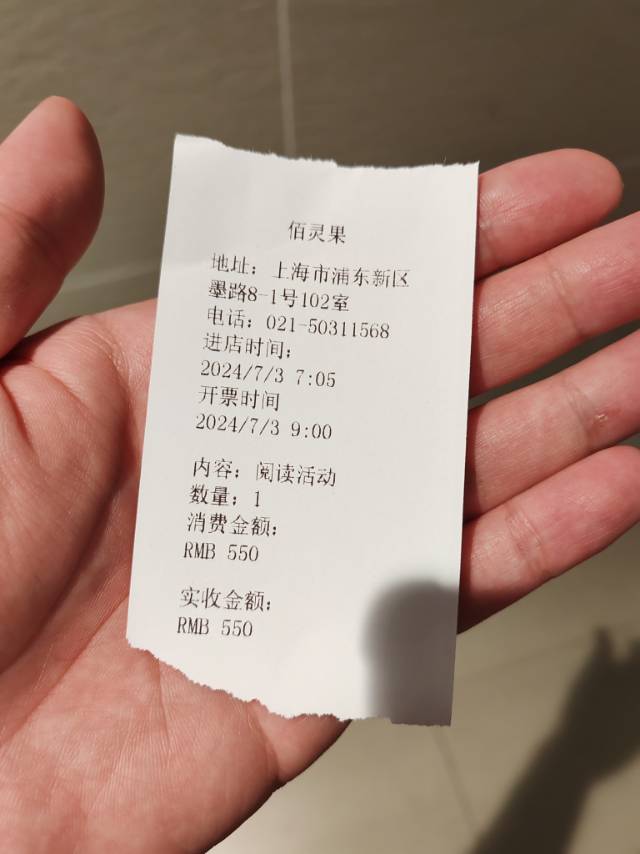 佰灵果
地址：上海市浦东新区
墨路8-1号102室
电话：021-50311568
进店时间：
2024/7/3 7:05
开票时间
2024/7/3 9:00
内容：阅读活动
数量：1
消费金额：
RMB 550
实收金额：
RMB 550